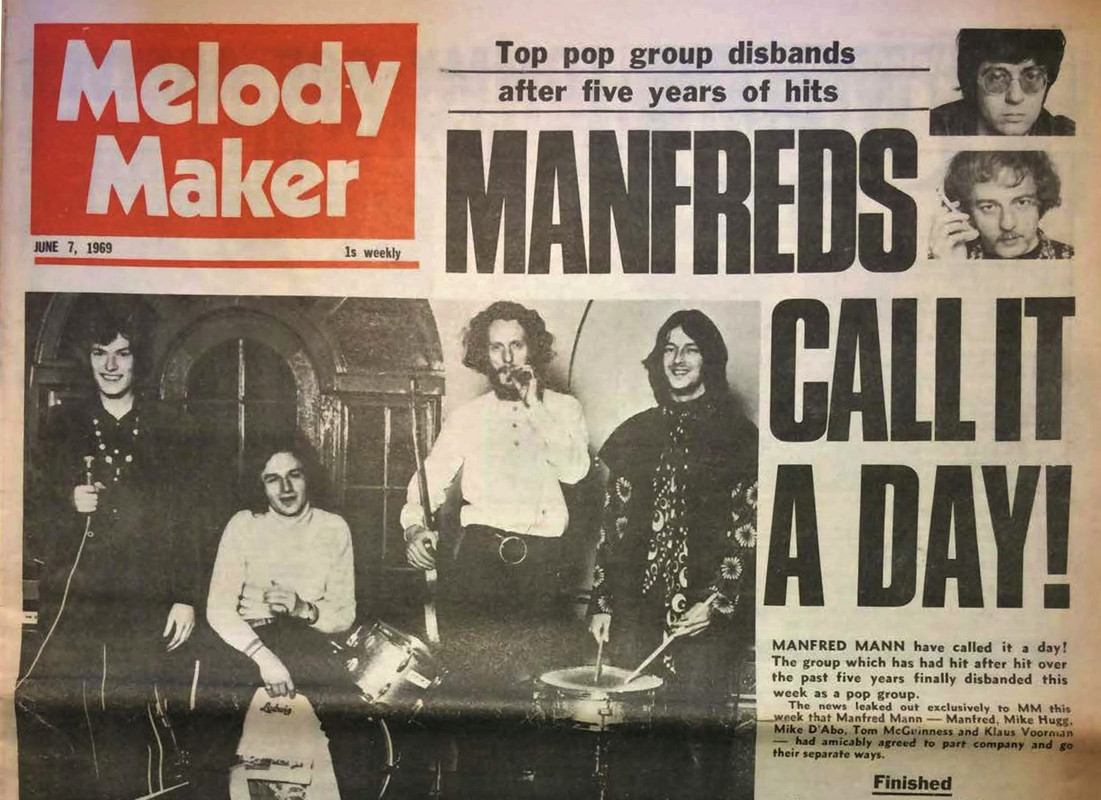 Melody
Maker
JUNE 7, 1969
1s weekly
Top pop group disbands
after five years of hits
MANFREDS
CALL IT
A DAY!
Ludwig
MANFRED MANN have called it a day!
The group which has had hit after hit over
the past five years finally disbanded this
week as a pop group.
The news leaked out exclusively to MM this
week that Manfred Mann — Manfred, Mike Hugg,
Mike D'Abo, Tom McGuinness and Klaus Voorman
— had amicably agreed to part company and go
their separate ways.
Finished